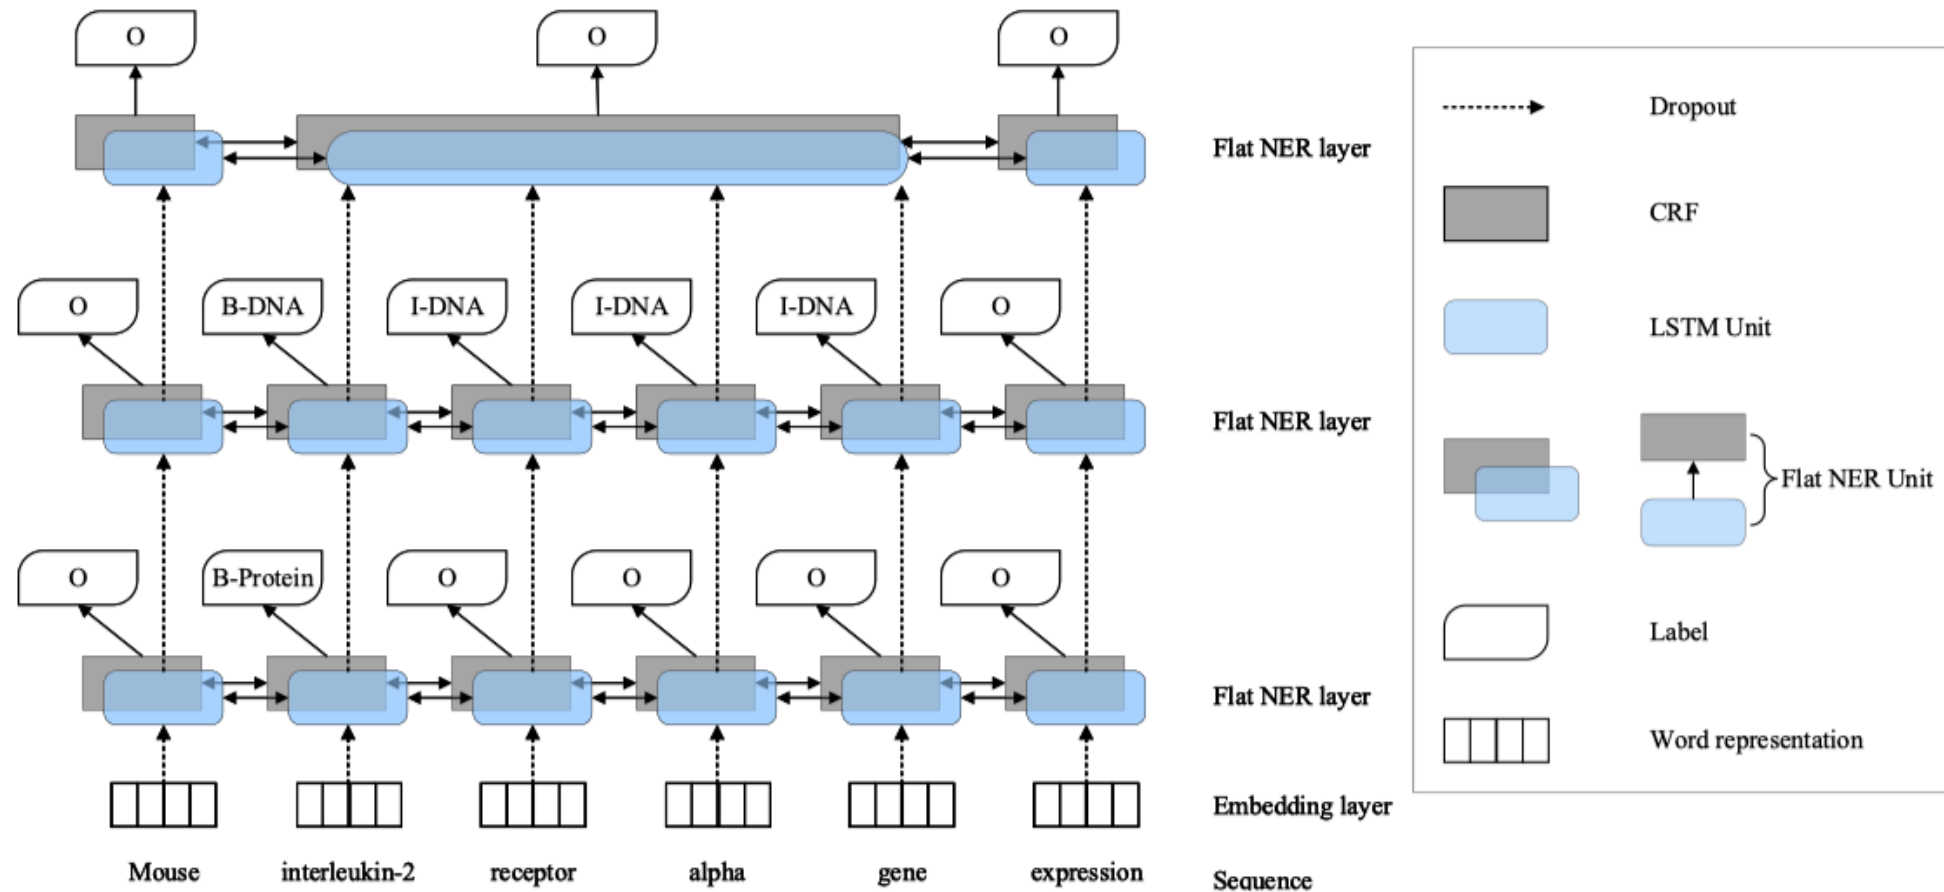 O O O
Flat NER layer
O B-DNA I-DNA I-DNA I-DNA O
Flat NER layer
O B-Protein O O O O
Flat NER layer
Embedding layer
Mouse interleukin-2 receptor alpha gene expression
Sequence
Dropout
CRF
LSTM Unit
Flat NER Unit
Label
Word representation